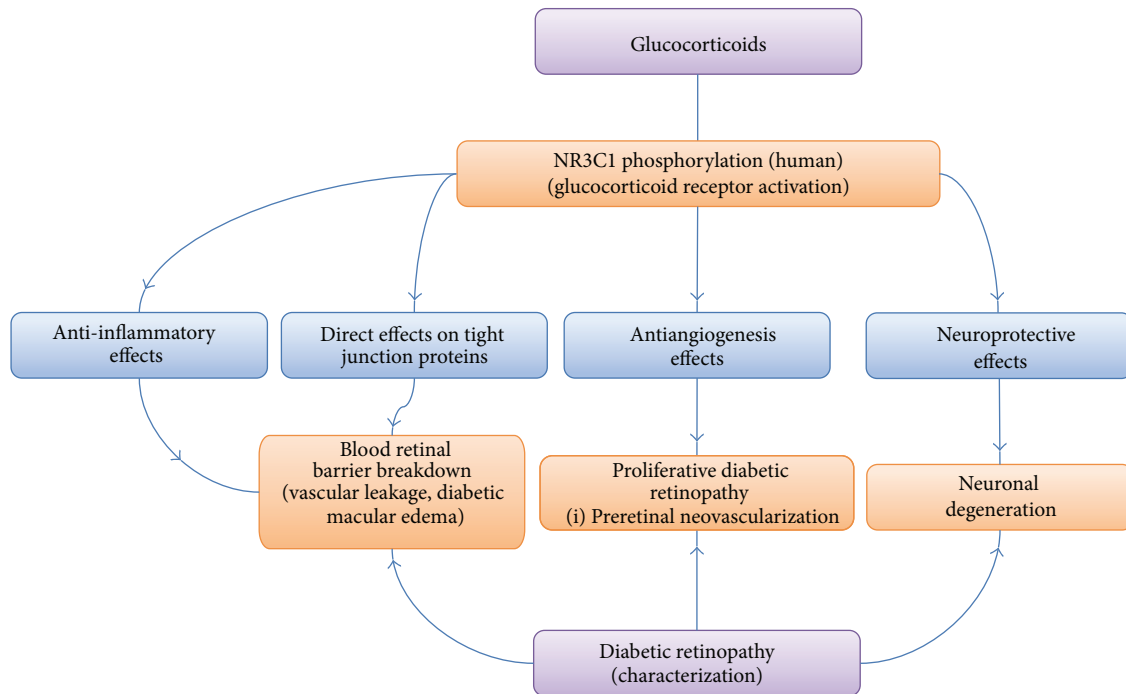 Glucocorticoids
NR3C1 phosphorylation (human)
(glucocorticoid receptor activation)
Anti-inflammatory
effects
Direct effects on tight
junction proteins
Antiangiogenesis
effects
Neuroprotective
effects
Blood retinal
barrier breakdown
(vascular leakage, diabetic
macular edema)
Proliferative diabetic
retinopathy
(i) Preretinal neovascularization
Neuronal
degeneration
Diabetic retinopathy
(characterization)